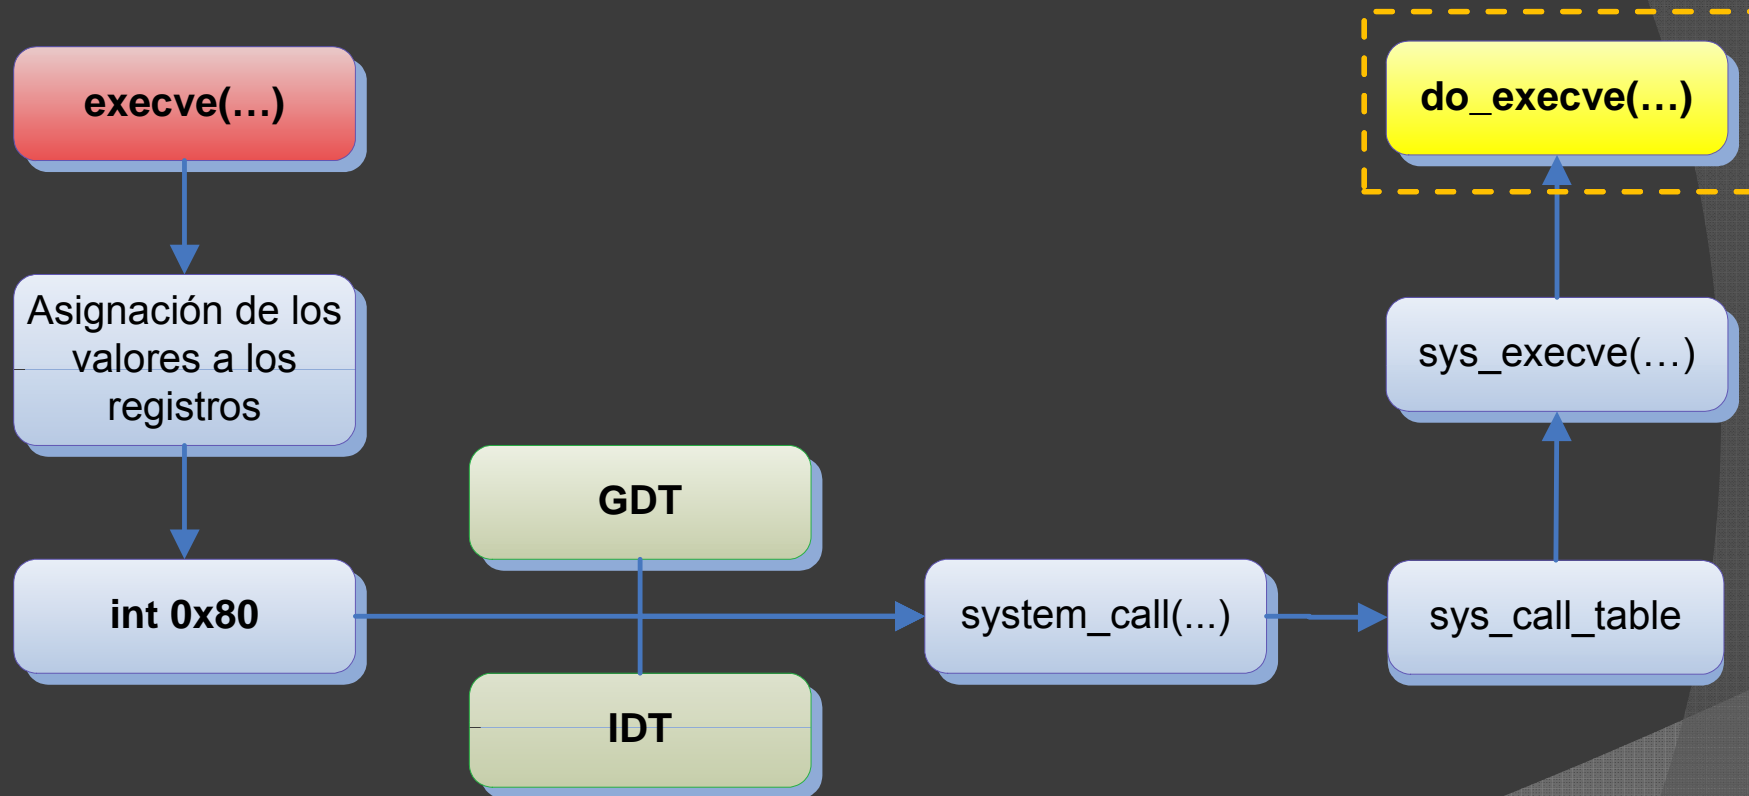 execve(…)
Asignación de los
valores a los
registros
int 0x80
GDT
IDT
system_call(...)
sys_call_table
sys_execve(…)
do_execve(…)